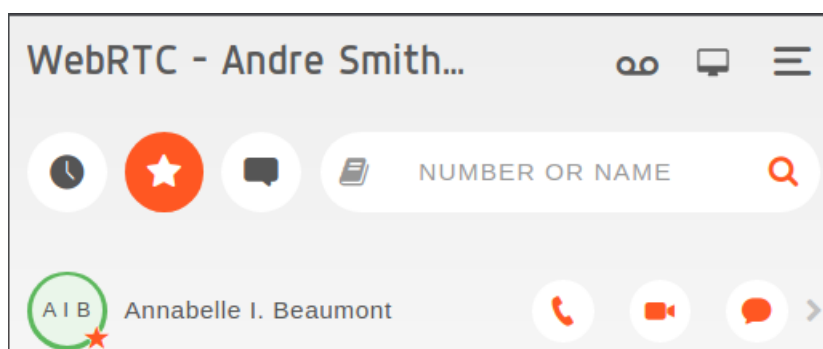 WebRTC - Andre Smith...
NUMBER OR NAME
A I B Annabelle I. Beaumont